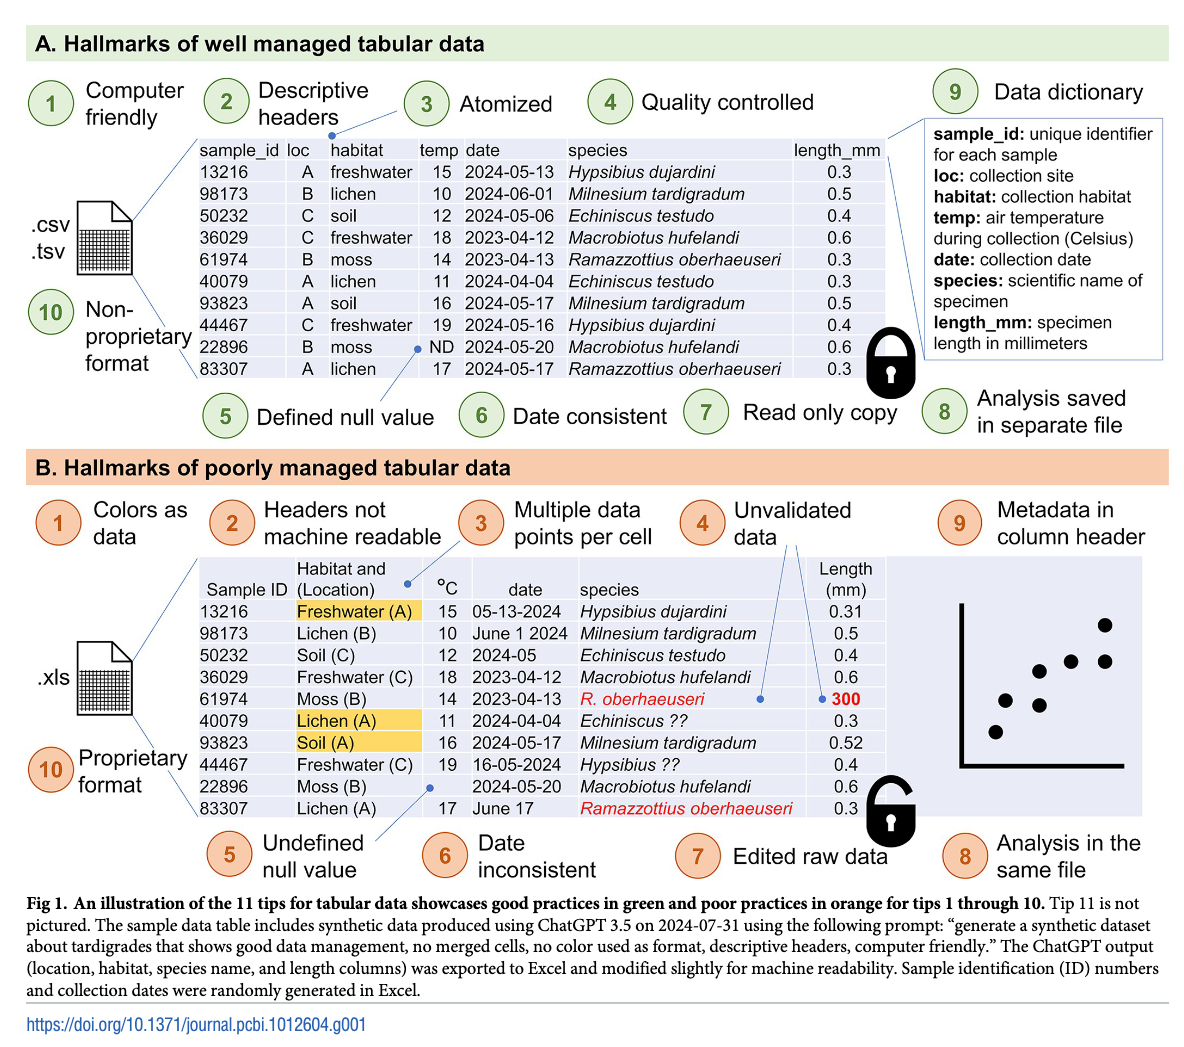 A. Hallmarks of well managed tabular data
1 Computer friendly
2 Descriptive headers
3 Atomized
4 Quality controlled
9 Data dictionary
sample_id loc habitat temp date species length_mm
13216 A freshwater 15 2024-05-13 Hypsibius dujardini 0.3
98173 B lichen 10 2024-06-01 Milnesium tardigradum 0.5
50232 C soil 12 2024-05-06 Echiniscus testudo 0.4
36029 C freshwater 18 2023-04-12 Macrobiotus hufelandi 0.6
61974 B moss 14 2023-04-13 Ramazzottius oberhaeuseri 0.3
40079 A lichen 11 2024-04-04 Echiniscus testudo 0.3
93823 A soil 16 2024-05-17 Milnesium tardigradum 0.5
44467 C freshwater 19 2024-05-16 Hypsibius dujardini 0.4
22896 B moss ND 2024-05-20 Macrobiotus hufelandi 0.6
83307 A lichen 17 2024-05-17 Ramazzottius oberhaeuseri 0.3
sample_id: unique identifier
for each sample
loc: collection site
habitat: collection habitat
temp: air temperature
during collection (Celsius)
date: collection date
species: scientific name of
specimen
length_mm: specimen
length in millimeters
.csv
.tsv
10 Non-
proprietary
format
5 Defined null value
6 Date consistent
7 Read only copy
8 Analysis saved
in separate file
B. Hallmarks of poorly managed tabular data
1 Colors as
data
2 Headers not
machine readable
3 Multiple data
points per cell
4 Unvalidated
data
9 Metadata in
column header
Sample ID Habitat and (Location) °C date species Length (mm)
13216 Freshwater (A) 15 05-13-2024 Hypsibius dujardini 0.31
98173 Lichen (B) 10 June 1 2024 Milnesium tardigradum 0.5
50232 Soil (C) 12 2024-05 Echiniscus testudo 0.4
36029 Freshwater (C) 18 2023-04-12 Macrobiotus hufelandi 0.6
61974 Moss (B) 14 2023-04-13 R. oberhaeuseri 300
40079 Lichen (A) 11 2024-04-04 Echiniscus ?? 0.3
93823 Soil (A) 16 2024-05-17 Milnesium tardigradum 0.52
44467 Freshwater (C) 19 16-05-2024 Hypsibius ?? 0.4
22896 Moss (B) 2024-05-20 Macrobiotus hufelandi 0.6
83307 Lichen (A) 17 June 17 Ramazzottius oberhaeuseri 0.3
.xls
10 Proprietary
format
5 Undefined
null value
6 Date
inconsistent
7 Edited raw data
8 Analysis in the
same file
Fig 1. An illustration of the 11 tips for tabular data showcases good practices in green and poor practices in orange for tips 1 through 10. Tip 11 is not
pictured. The sample data table includes synthetic data produced using ChatGPT 3.5 on 2024-07-31 using the following prompt: “generate a synthetic dataset
about tardigrades that shows good data management, no merged cells, no color used as format, descriptive headers, computer friendly.” The ChatGPT output
(location, habitat, species name, and length columns) was exported to Excel and modified slightly for machine readability. Sample identification (ID) numbers
and collection dates were randomly generated in Excel.
https://doi.org/10.1371/journal.pcbi.1012604.g001